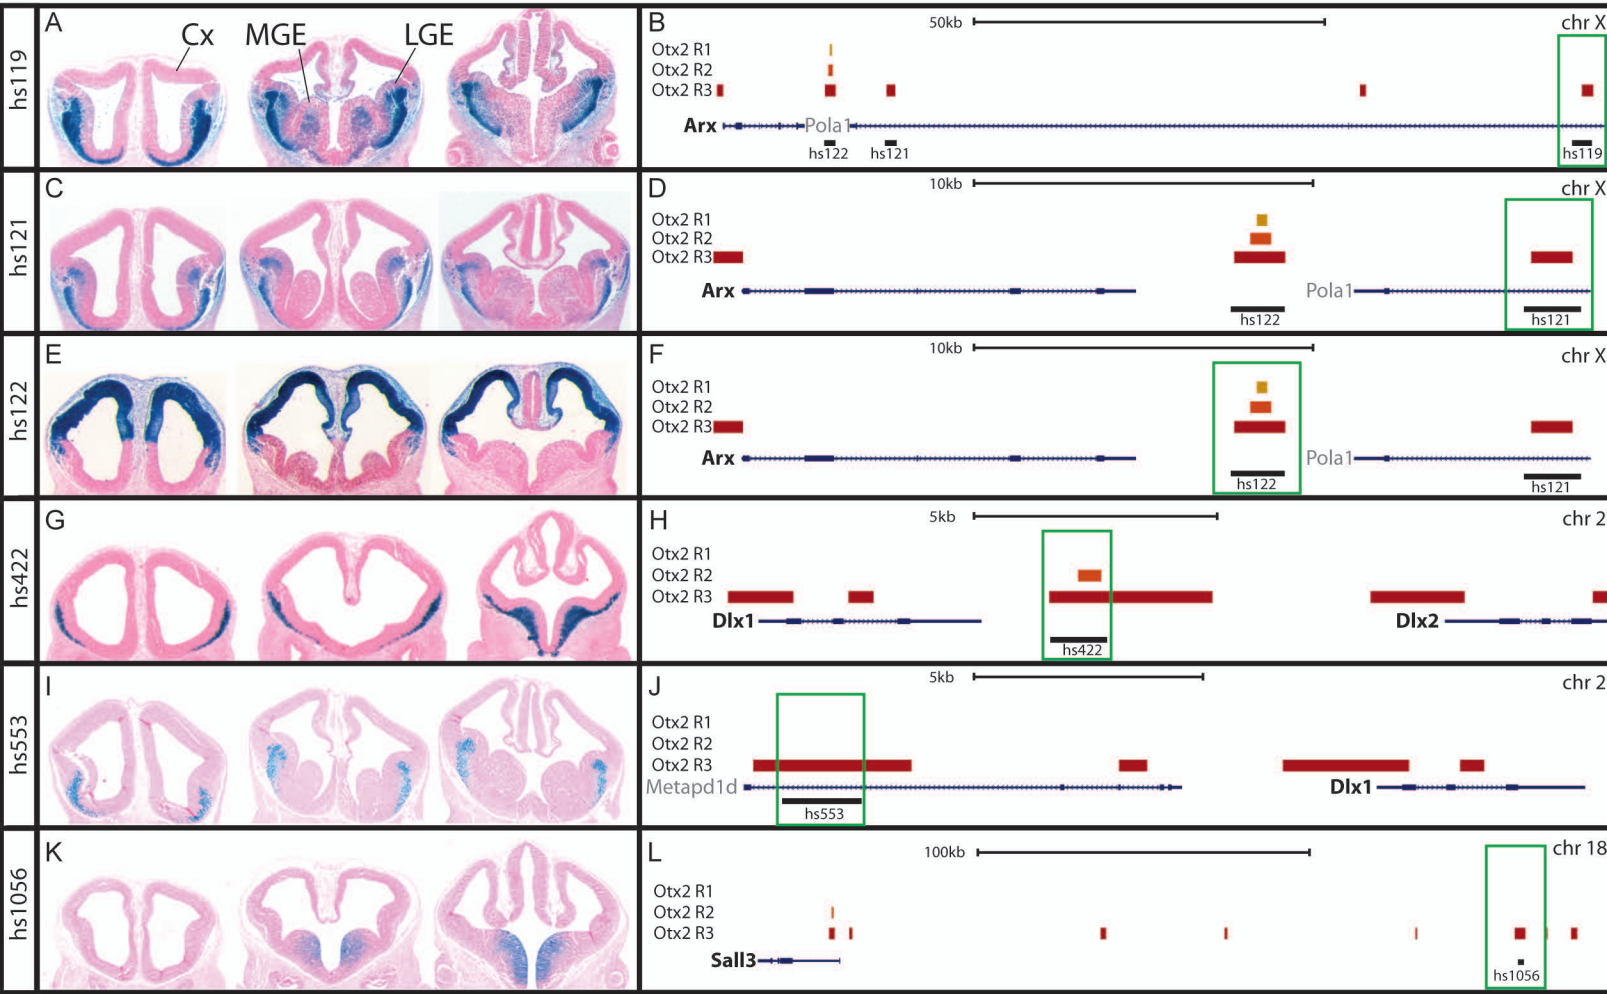 hs119
A
Cx
MGE
LGE
B
50kb
chr X
Otx2 R1
Otx2 R2
Otx2 R3
Arx
Pola1
hs122
hs121
hs119
hs121
C
D
10kb
chr X
Otx2 R1
Otx2 R2
Otx2 R3
Arx
Pola1
hs122
hs121
hs122
E
F
10kb
chr X
Otx2 R1
Otx2 R2
Otx2 R3
Arx
Pola1
hs122
hs121
hs422
G
H
5kb
chr 2
Otx2 R1
Otx2 R2
Otx2 R3
Dlx1
Dlx2
hs422
hs553
I
J
5kb
chr 2
Otx2 R1
Otx2 R2
Otx2 R3
Metapd1d
Dlx1
hs553
hs1056
K
L
100kb
chr 18
Otx2 R1
Otx2 R2
Otx2 R3
Sall3
hs1056